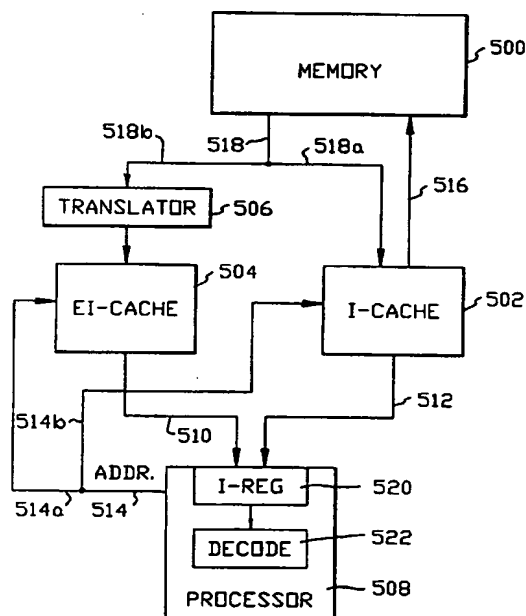 MEMORY
500
518b
518
518a
516
TRANSLATOR
506
504
EI-CACHE
I-CACHE
502
514b
510
512
ADDR.
514a
514
I-REG
520
DECODE
522
PROCESSOR
508